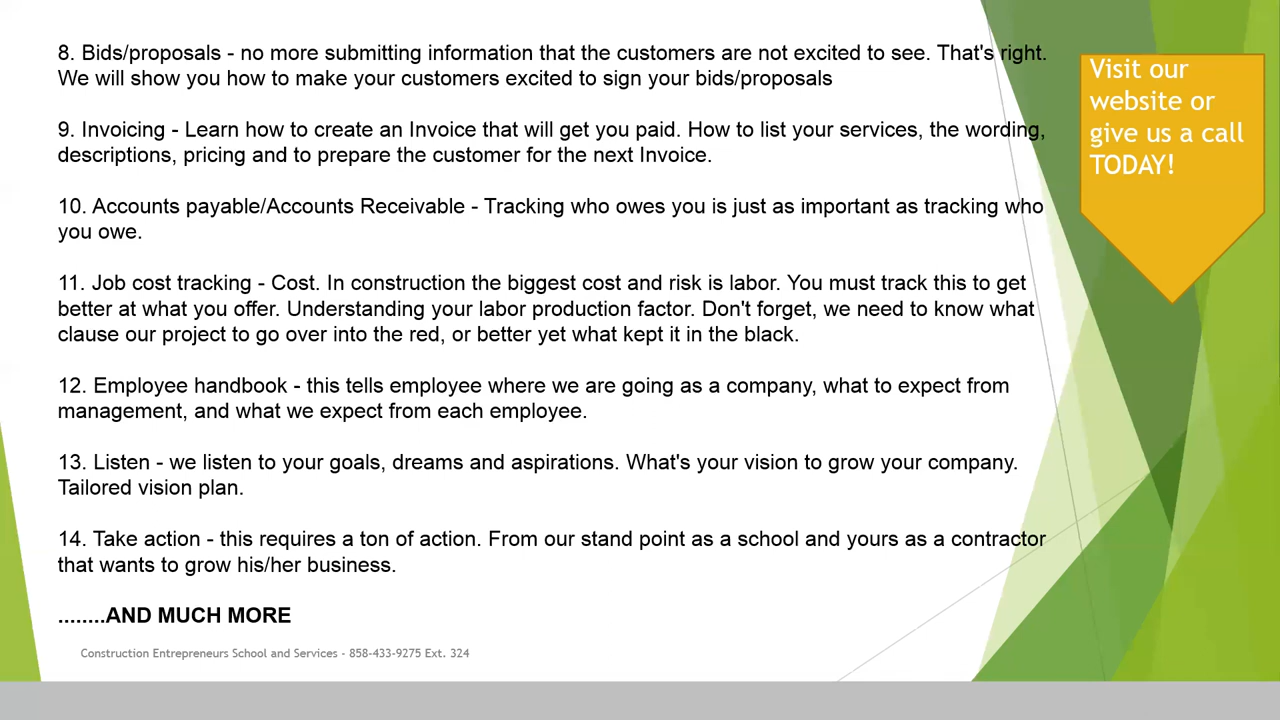 8. Bids/proposals - no more submitting information that the customers are not excited to see. That's right.
We will show you how to make your customers excited to sign your bids/proposals
9. Invoicing - Learn how to create an Invoice that will get you paid. How to list your services, the wording,
descriptions, pricing and to prepare the customer for the next Invoice.
10. Accounts payable/Accounts Receivable - Tracking who owes you is just as important as tracking who
you owe.
11. Job cost tracking - Cost. In construction the biggest cost and risk is labor. You must track this to get
better at what you offer. Understanding your labor production factor. Don't forget, we need to know what
clause our project to go over into the red, or better yet what kept it in the black.
12. Employee handbook - this tells employee where we are going as a company, what to expect from
management, and what we expect from each employee.
13. Listen - we listen to your goals, dreams and aspirations. What's your vision to grow your company.
Tailored vision plan.
14. Take action - this requires a ton of action. From our stand point as a school and yours as a contractor
that wants to grow his/her business.
........AND MUCH MORE
Construction Entrepreneurs School and Services - 858-433-9275 Ext. 324
Visit our
website or
give us a call
TODAY!